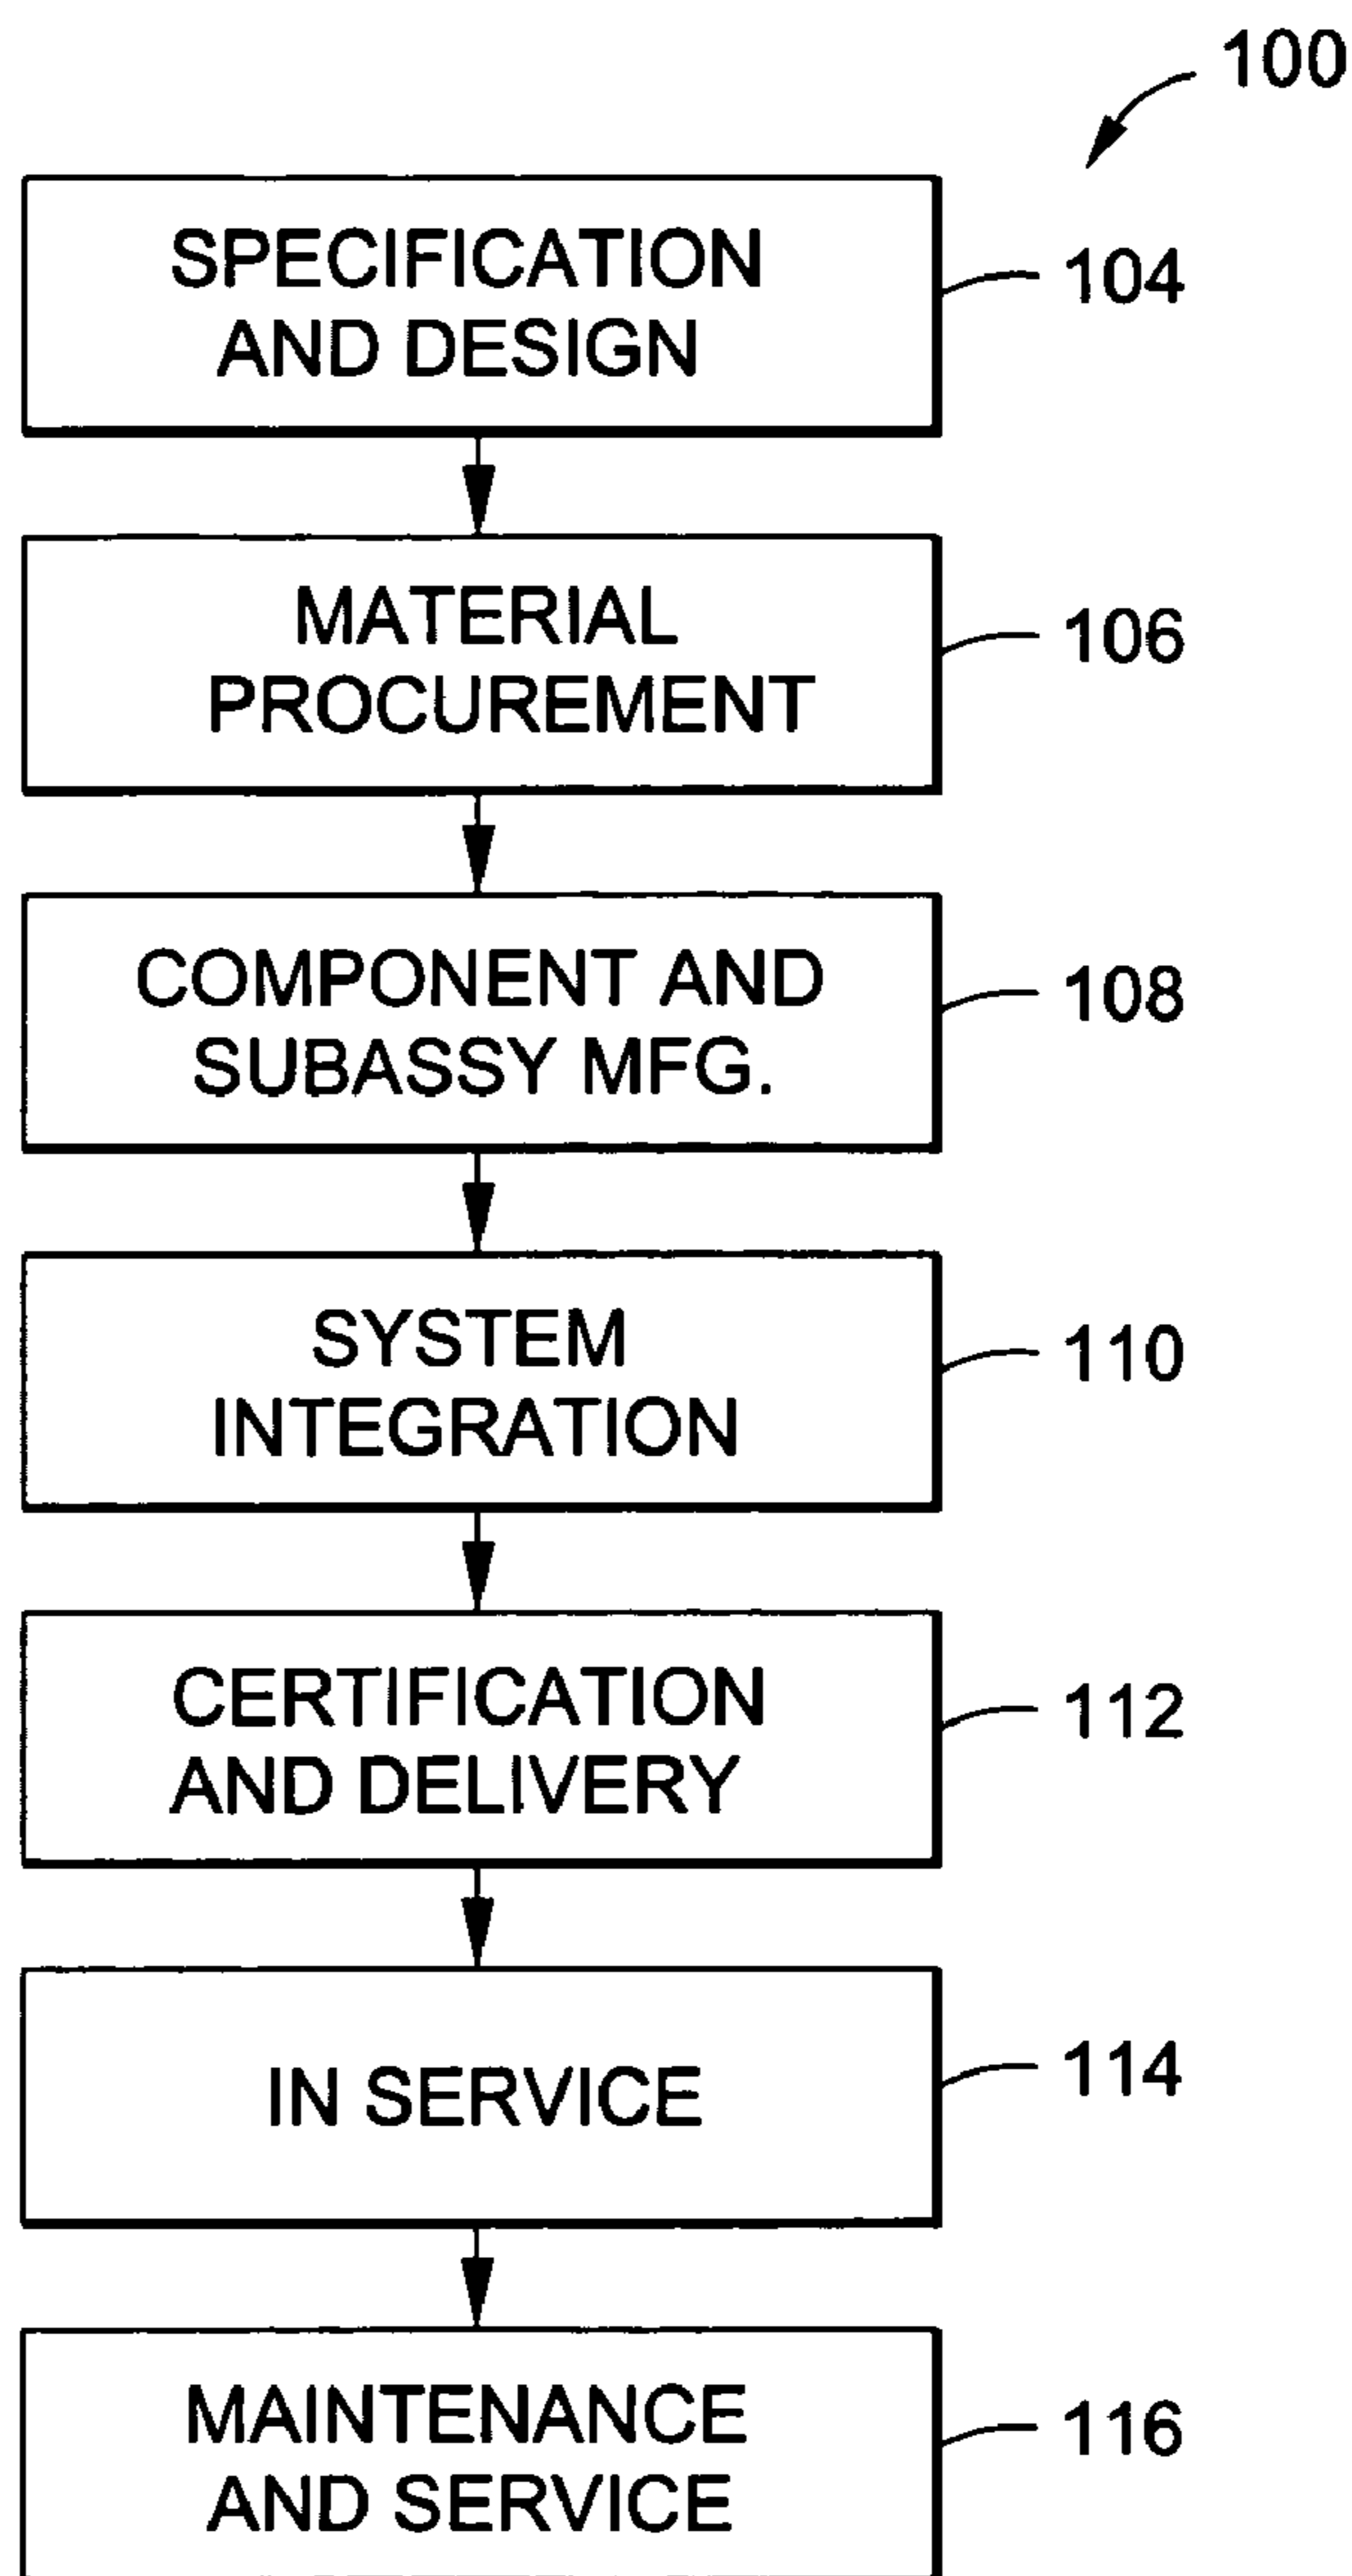 100
SPECIFICATION
AND DESIGN
104
MATERIAL
PROCUREMENT
106
COMPONENT AND
SUBASSY MFG.
108
SYSTEM
INTEGRATION
110
CERTIFICATION
AND DELIVERY
112
IN SERVICE
114
MAINTENANCE
AND SERVICE
116